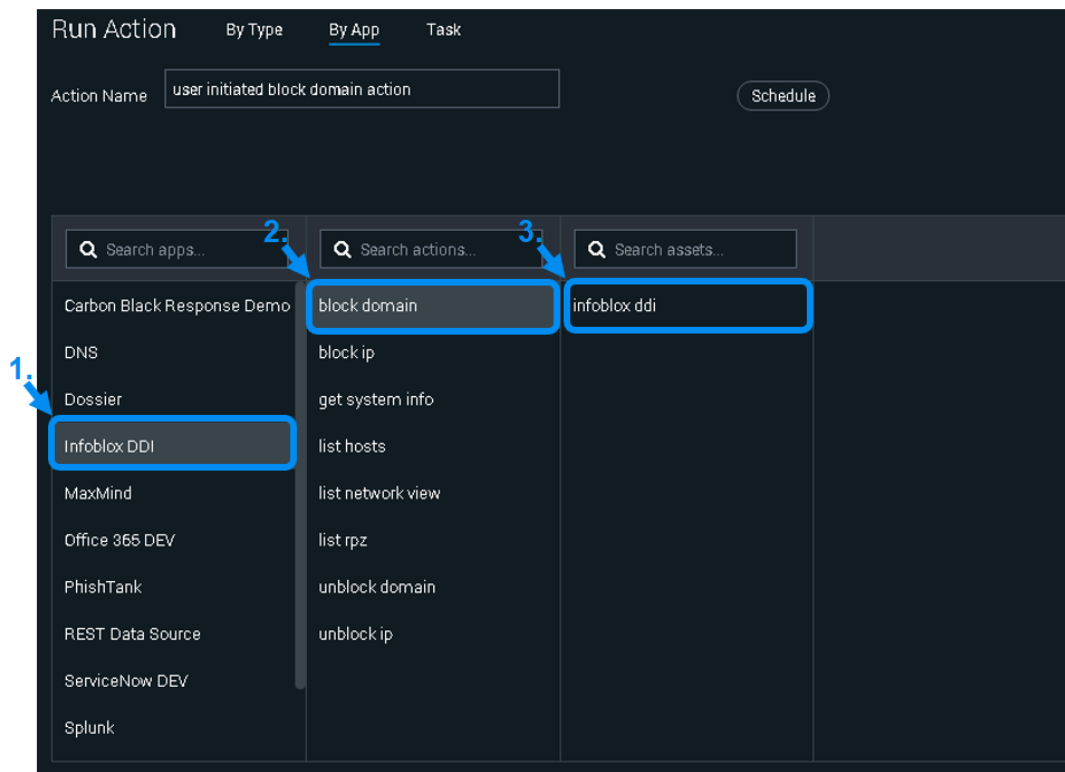 Run Action By Type By App Task
Action Name user initiated block domain action Schedule
2. 3.
Search apps... Search actions... Search assets...
Carbon Black Response Demo block domain infoblox ddi
DNS block ip
1.
Dossier get system info
Infoblox DDI list hosts
MaxMind list network view
Office 365 DEV list rpz
PhishTank unblock domain
REST Data Source unblock ip
ServiceNow DEV
Splunk